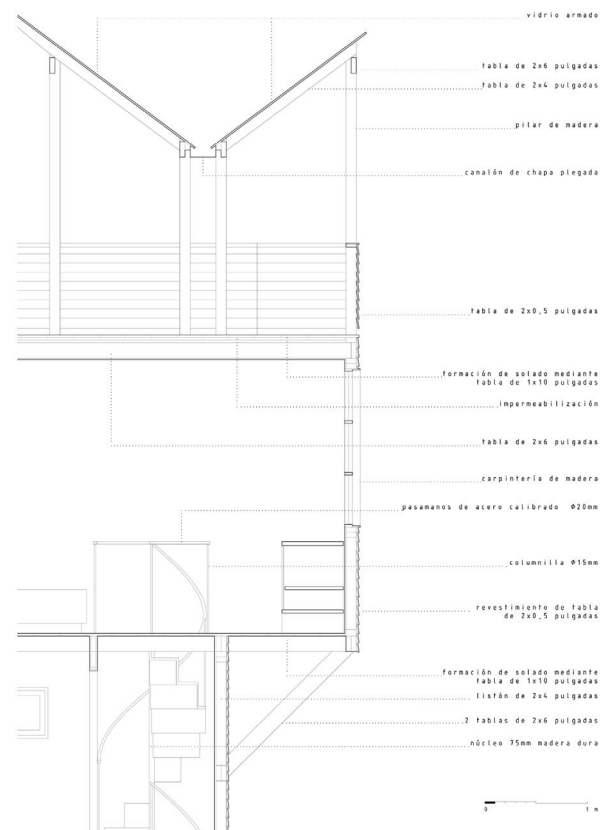 vidrio armado
tabla de 2x6 pulgadas
tabla de 2x4 pulgadas
pilar de madera
canalón de chapa plegada
tabla de 2x0,5 pulgadas
formación de solado mediante
tabla de 1x10 pulgadas
impermeabilización
tabla de 2x6 pulgadas
carpintería de madera
pasamanos de acero calibrado Φ20mm
columnilla Φ15mm
revestimiento de tabla
de 2x0,5 pulgadas
formación de solado mediante
tabla de 1x10 pulgadas
listón de 2x4 pulgadas
2 tablas de 2x6 pulgadas
núcleo 75mm madera dura
0 1 m